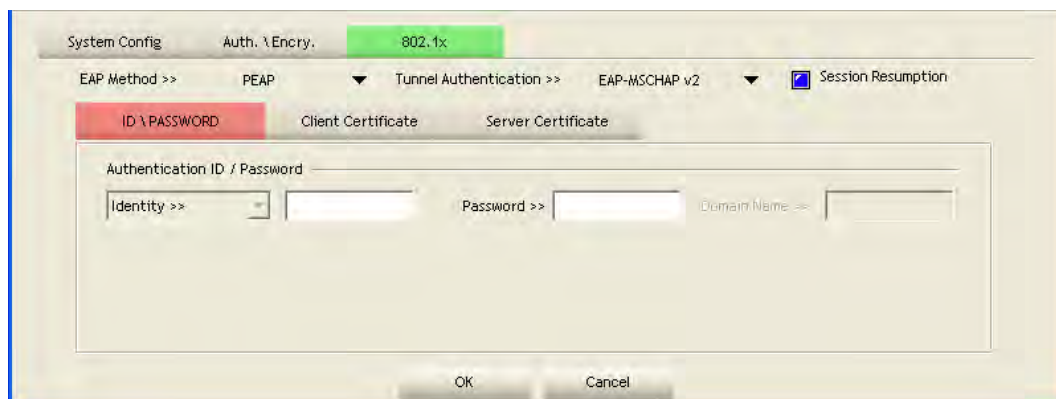 System Config Auth. \ Encry. 802.1x
EAP Method >> PEAP Tunnel Authentication >> EAP-MSCHAP v2 Session Resumption
ID \ PASSWORD Client Certificate Server Certificate
Authentication ID / Password
Identity >> Password >> Domain Name >>
OK Cancel